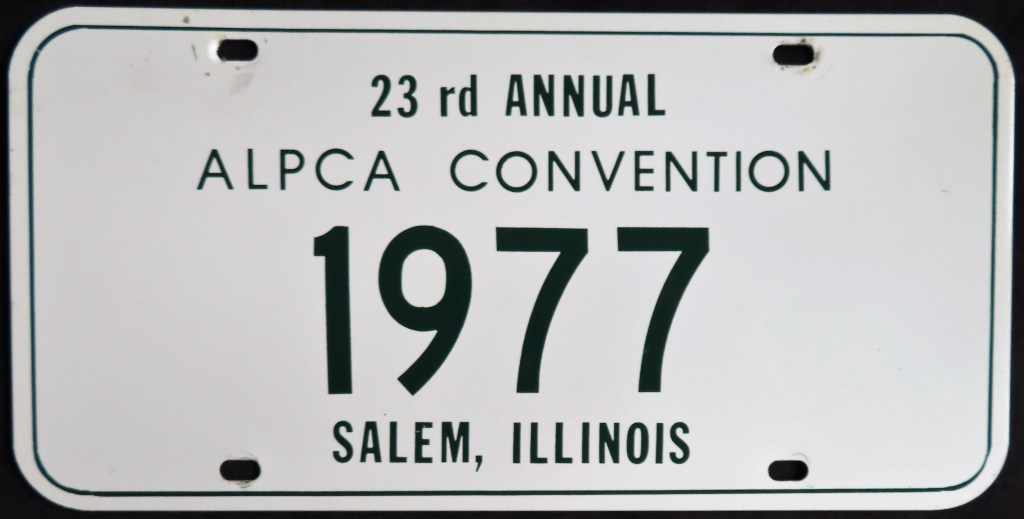 23 rd ANNUAL
ALPCA CONVENTION
1977
SALEM, ILLINOIS